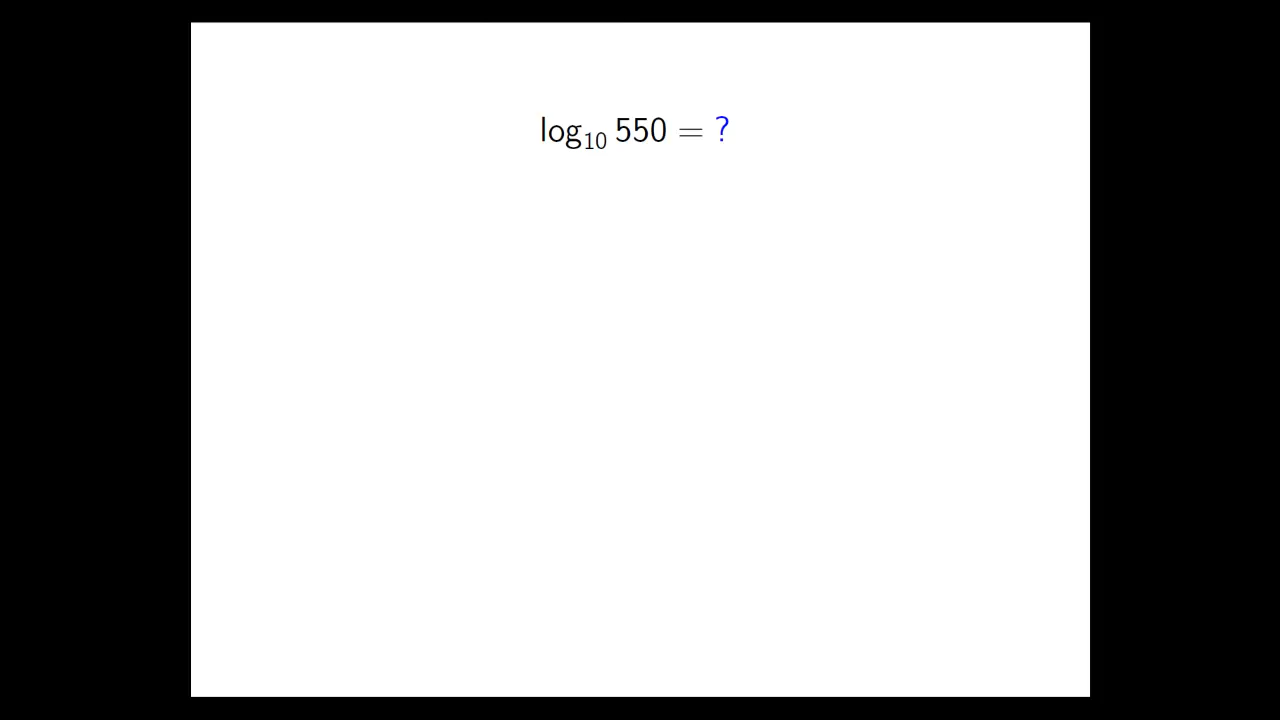 log₁₀ 550 = ?